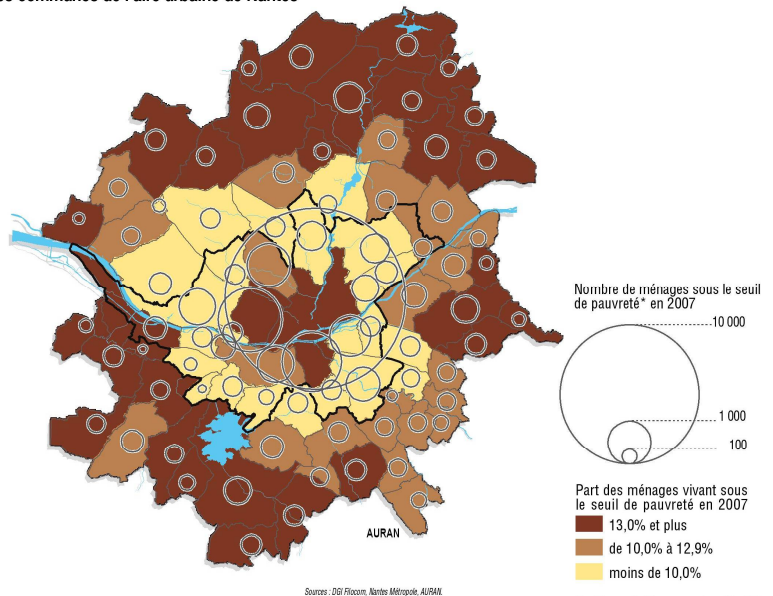 communes de l'aire urbaine de Nantes
Nombre de ménages sous le seuil
de pauvreté* en 2007
10 000
1 000
100
Part des ménages vivant sous
le seuil de pauvreté en 2007
13,0% et plus
de 10,0% à 12,9%
moins de 10,0%
AURAN
Sources : DGI Filocom, Nantes Métropole, AURAN.